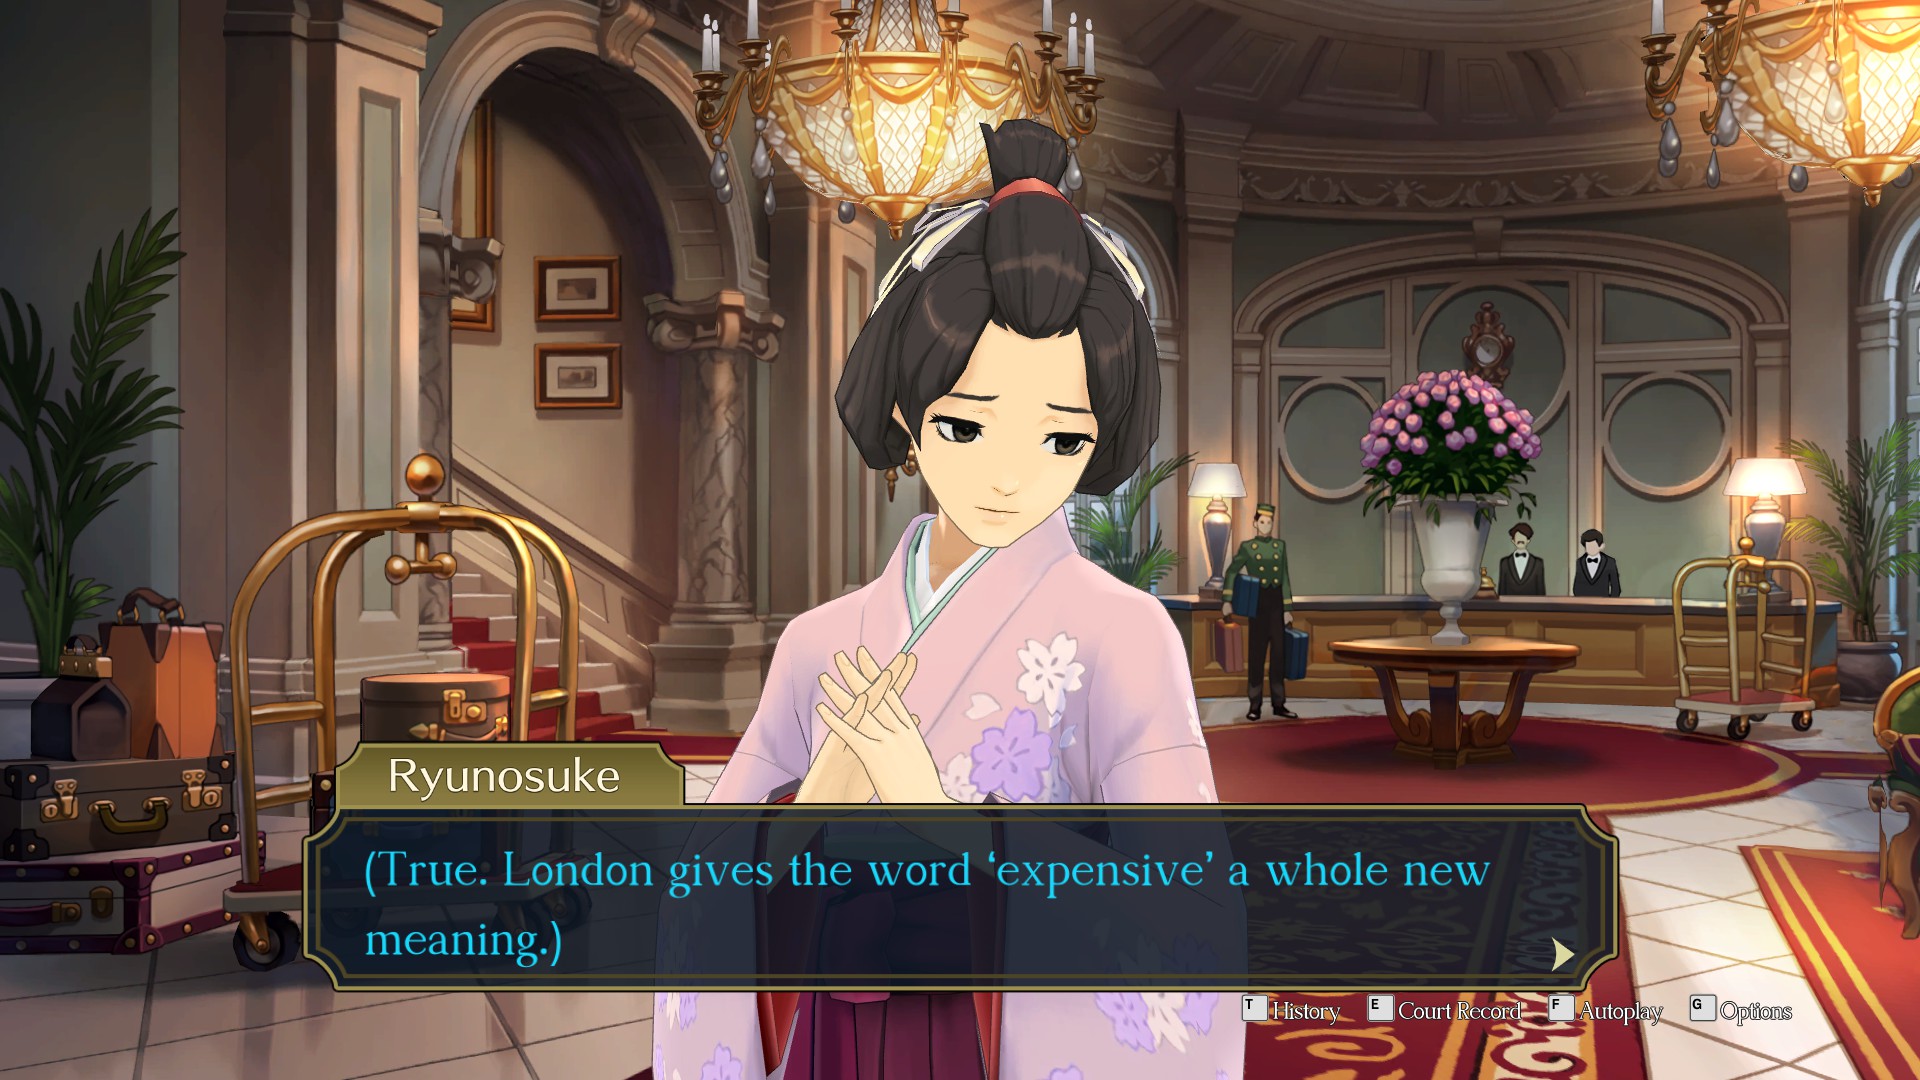 Ryunosuke
(True. London gives the word ‘expensive’ a whole new
meaning.)
T History E Court Record F Autoplay G Options